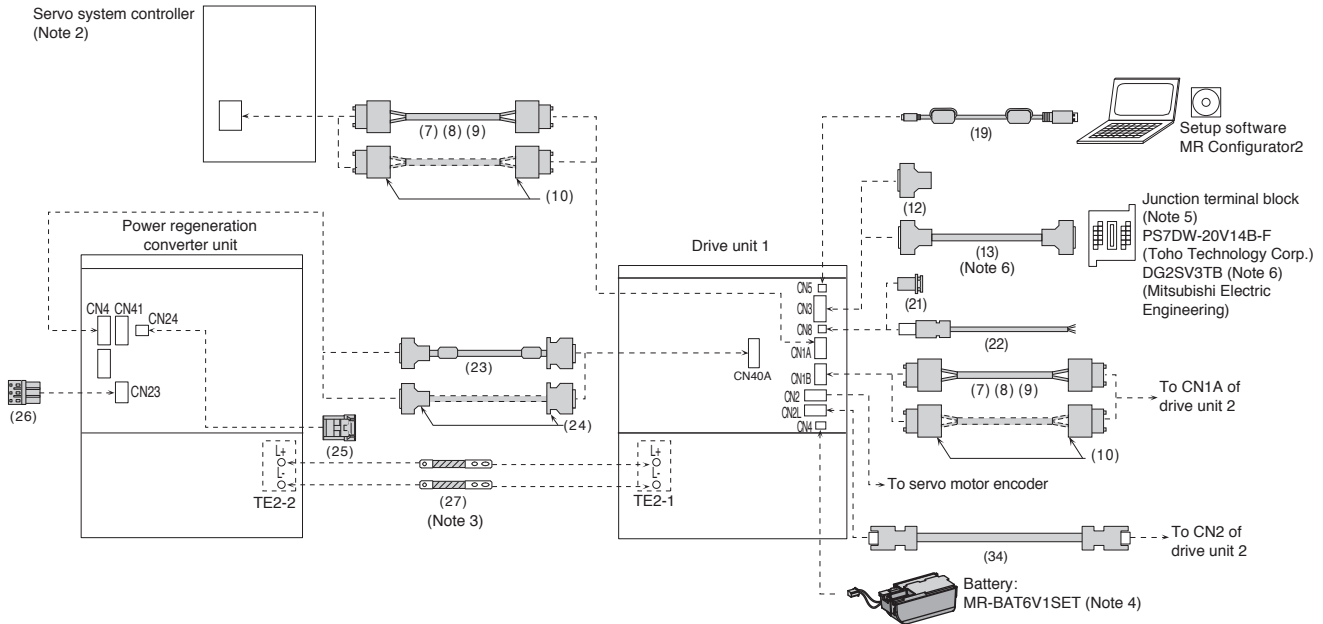 Servo system controller
(Note 2)
(7) (8) (9)
(10)
(19)
Setup software
MR Configurator2
(12)
(13)
(Note 6)
Junction terminal block
(Note 5)
PS7DW-20V14B-F
(Toho Technology Corp.)
DG2SV3TB (Note 6)
(Mitsubishi Electric
Engineering)
(21)
(22)
Power regeneration
converter unit
CN4 CN41
CN24
CN23
(26)
(25)
L+
L-
TE2-2
(23)
(24)
(27)
(Note 3)
Drive unit 1
CN5
CN3
CN8
CN1A
CN40A
CN1B
CN2
CN2L
CN4
L+
L-
TE2-1
(7) (8) (9)
(10)
To CN1A of
drive unit 2
To servo motor encoder
(34)
To CN2 of
drive unit 2
Battery:
MR-BAT6V1SET (Note 4)